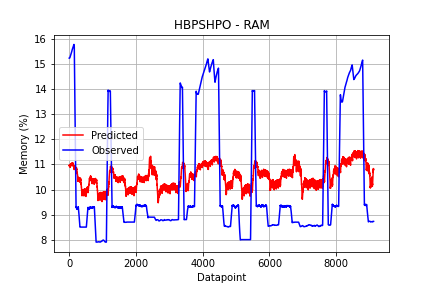 HBPSHPO - RAM
16
15
14
13
12
11
10
9
8
Memory (%)
Predicted
Observed
0
2000
4000
6000
8000
Datapoint